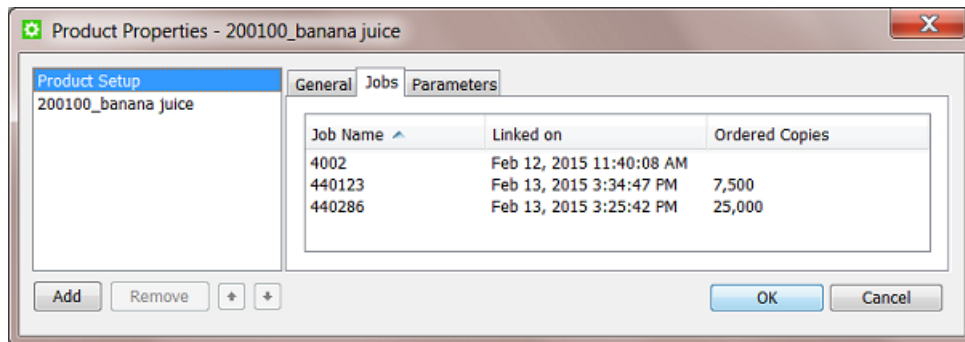 Product Properties - 200100_banana juice
Product Setup
200100_banana juice
General Jobs Parameters
Job Name Linked on Ordered Copies
4002 Feb 12, 2015 11:40:08 AM
440123 Feb 13, 2015 3:34:47 PM 7,500
440286 Feb 13, 2015 3:25:42 PM 25,000
Add Remove OK Cancel